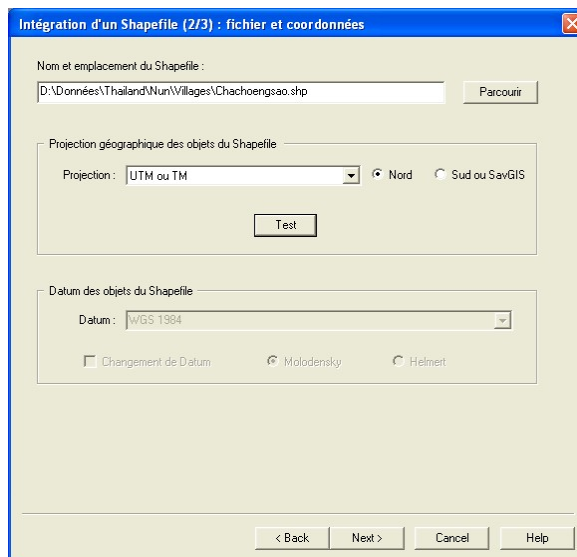 Intégration d'un Shapefile (2/3) : fichier et coordonnées
Nom et emplacement du Shapefile :
D:\Données\Thailand\Nun\Villages\Chachoengsao.shp
Parcourir
Projection géographique des objets du Shapefile
Projection : UTM ou TM Nord Sud ou SavGIS
Test
Datum des objets du Shapefile
Datum : WGS 1984
Changement de Datum Molodensky Helmert
< Back Next > Cancel Help